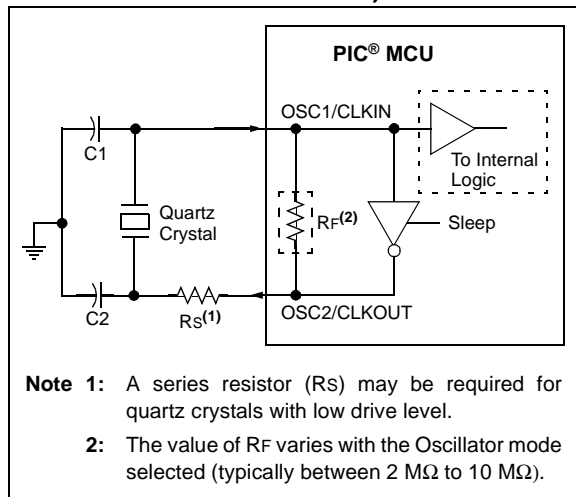 PIC® MCU
OSC1/CLKIN
C1
To Internal
Logic
Quartz
Crystal
RF(2)
Sleep
C2
RS(1)
OSC2/CLKOUT
Note 1: A series resistor (RS) may be required for
quartz crystals with low drive level.
2: The value of RF varies with the Oscillator mode
selected (typically between 2 MΩ to 10 MΩ).